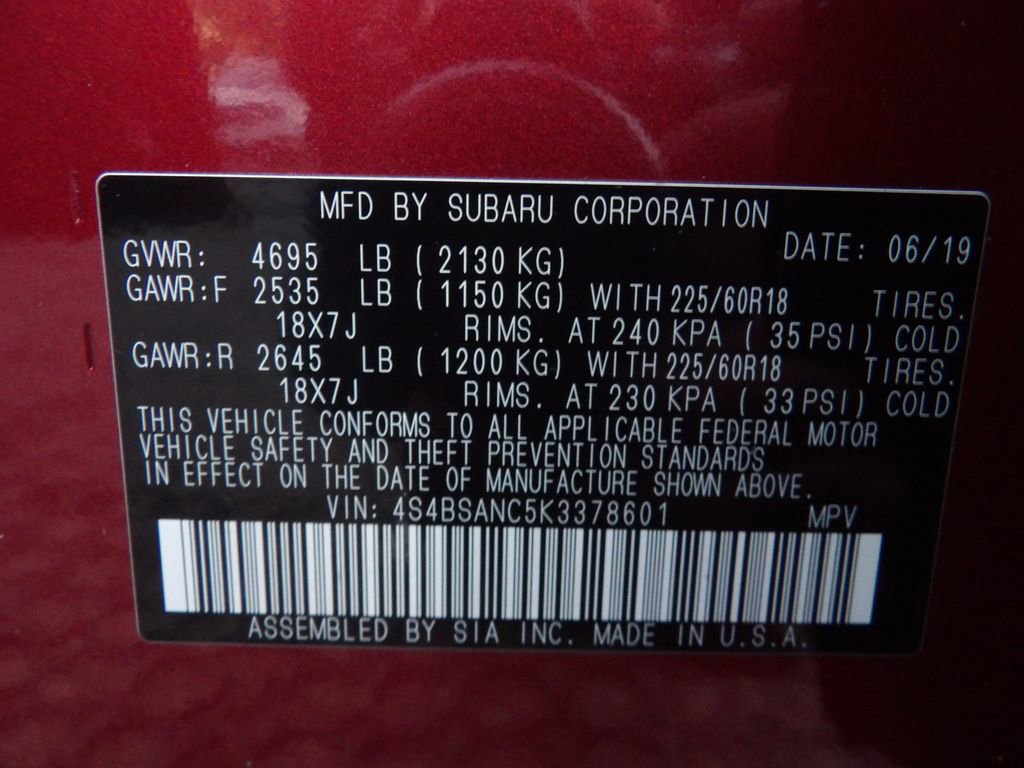 MFD BY SUBARU CORPORATION
DATE: 06/19
GVWR: 4695 LB ( 2130 KG)
GAWR:F 2535 LB ( 1150 KG) WITH 225/60R18 TIRES.
18X7J RIMS. AT 240 KPA ( 35 PSI) COLD
GAWR:R 2645 LB ( 1200 KG) WITH 225/60R18 TIRES.
18X7J RIMS. AT 230 KPA ( 33 PSI) COLD
THIS VEHICLE CONFORMS TO ALL APPLICABLE FEDERAL MOTOR
VEHICLE SAFETY AND THEFT PREVENTION STANDARDS
IN EFFECT ON THE DATE OF MANUFACTURE SHOWN ABOVE.
VIN: 4S4BSANC5K3378601 MPV
ASSEMBLED BY SIA INC. MADE IN U.S.A.